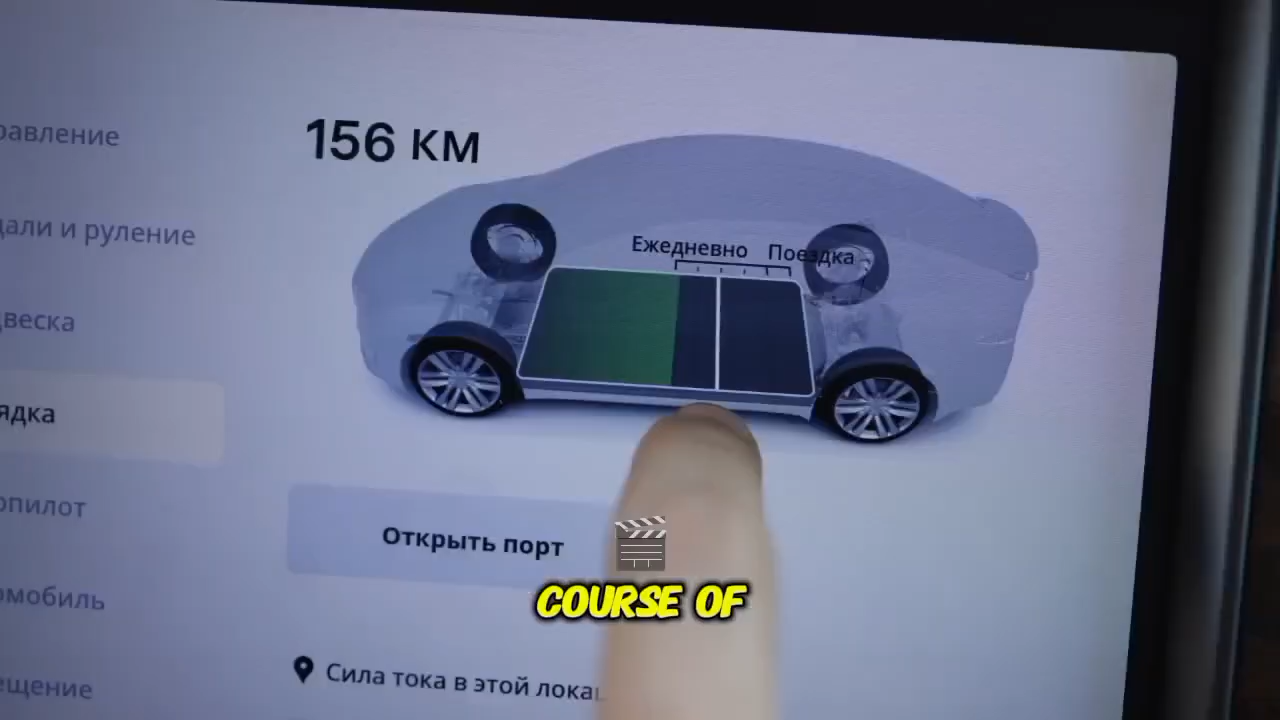 156 км
равление
Ежедневно Поездка
дали и руление
веска
ядка
Открыть порт
опилот
COURSE OF
омобиль
Сила тока в этой лока
ещение